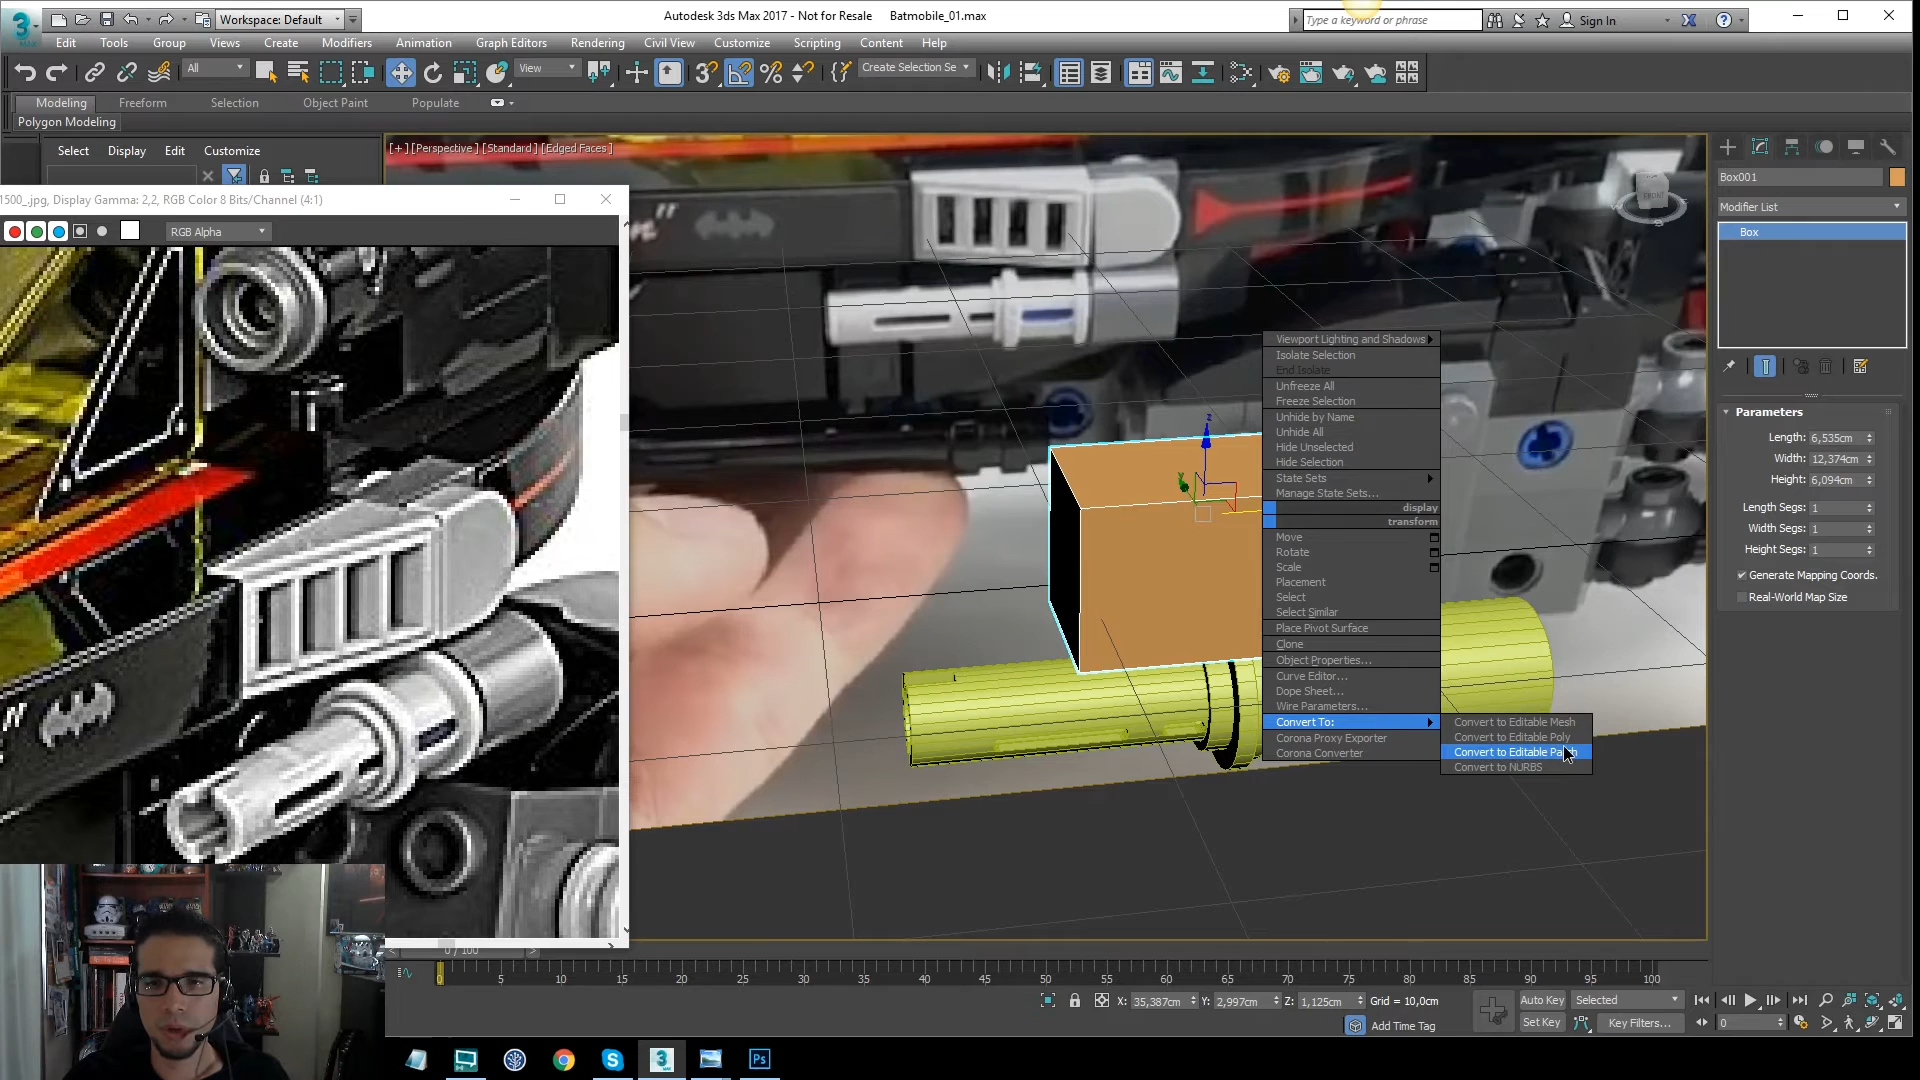 Workspace: Default
Autodesk 3ds Max 2017 - Not for Resale Batmobile_01.max
Type a keyword or phrase
Sign In
Edit Tools Group Views Create Modifiers Animation Graph Editors Rendering Civil View Customize Scripting Content Help
All
View
Create Selection Se
Modeling Freeform Selection Object Paint Populate
Polygon Modeling
Select Display Edit Customize
[+] [Perspective] [Standard] [Edged Faces]
1500_.jpg, Display Gamma: 2,2, RGB Color 8 Bits/Channel (4:1)
RGB Alpha
FRONT
Box001
Modifier List
Box
Parameters
Length: 6,535cm
Width: 12,374cm
Height: 6,094cm
Length Segs: 1
Width Segs: 1
Height Segs: 1
Generate Mapping Coords.
Real-World Map Size
Viewport Lighting and Shadows
Isolate Selection
End Isolate
Unfreeze All
Freeze Selection
Unhide by Name
Unhide All
Hide Unselected
Hide Selection
State Sets
Manage State Sets...
display
transform
Move
Rotate
Scale
Placement
Select
Select Similar
Place Pivot Surface
Clone
Object Properties...
Curve Editor...
Dope Sheet...
Wire Parameters...
Convert To:
Corona Proxy Exporter
Corona Converter
Convert to Editable Mesh
Convert to Editable Poly
Convert to Editable Patch
Convert to NURBS
z
y
0 / 100
0 5 10 15 20 25 30 35 40 45 50 55 60 65 70 75 80 85 90 95 100
X: 35,387cm Y: 2,997cm Z: 1,125cm Grid = 10,0cm
Add Time Tag
Auto Key Selected
Set Key Key Filters...
0
3
MAX
S
Ps